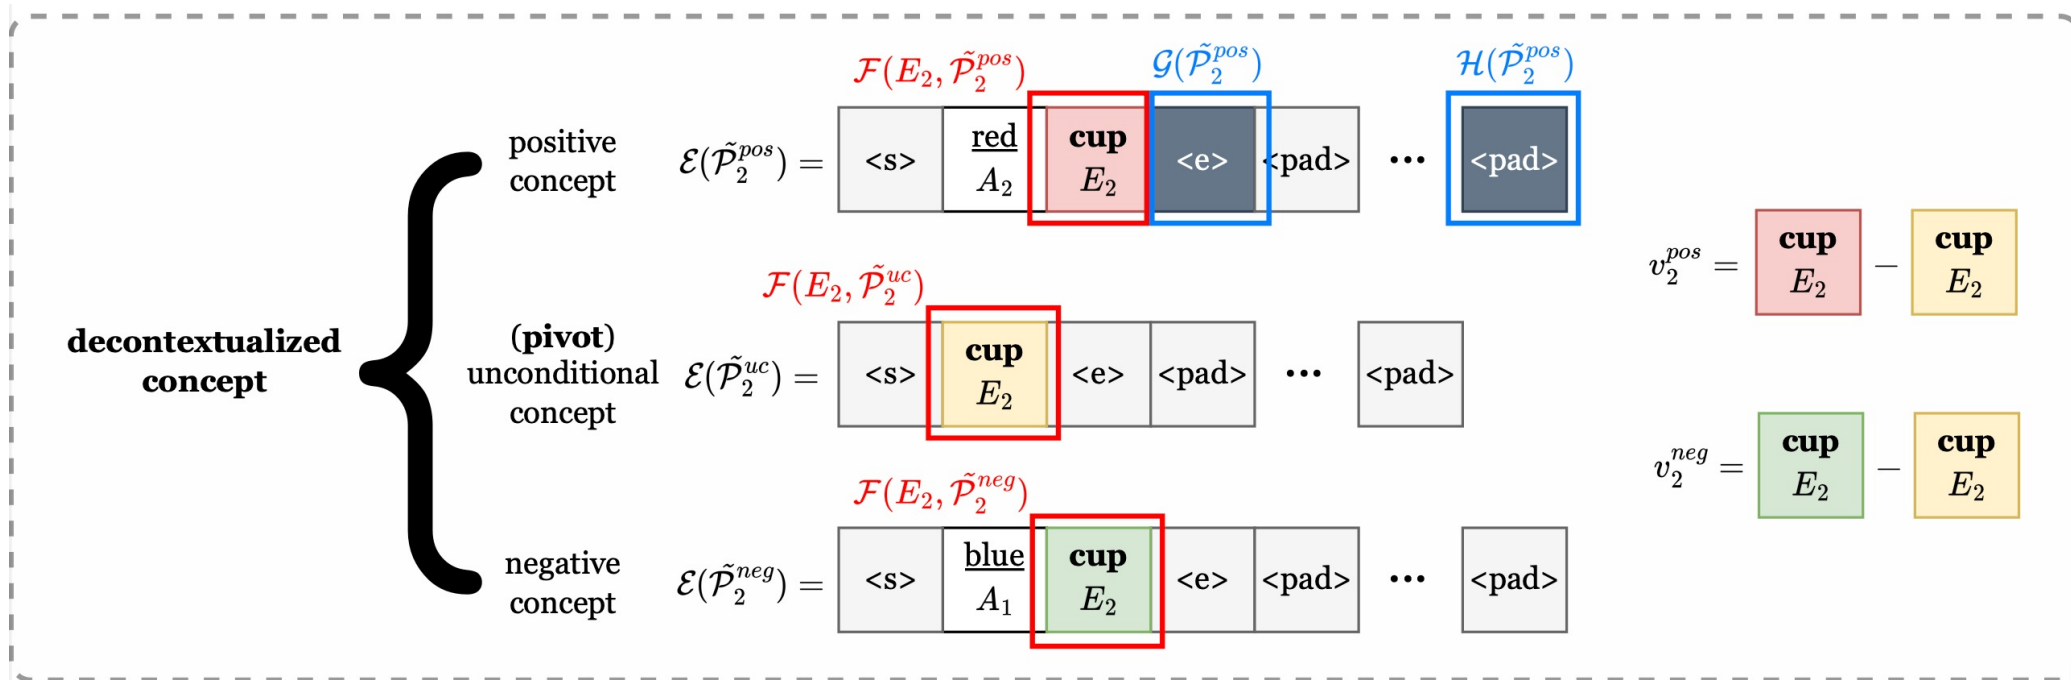 decontextualized
concept
positive
concept
ℰ(𝒫̃₂ᵖᵒˢ) =
ℱ(E₂, 𝒫̃₂ᵖᵒˢ)
𝒢(𝒫̃₂ᵖᵒˢ)
ℋ(𝒫̃₂ᵖᵒˢ)
<s>
red
A₂
cup
E₂
<e>
<pad>
...
<pad>
(pivot)
unconditional
concept
ℰ(𝒫̃₂ᵘᶜ) =
ℱ(E₂, 𝒫̃₂ᵘᶜ)
<s>
cup
E₂
<e>
<pad>
...
<pad>
negative
concept
ℰ(𝒫̃₂ⁿᵉᵍ) =
ℱ(E₂, 𝒫̃₂ⁿᵉᵍ)
<s>
blue
A₁
cup
E₂
<e>
<pad>
...
<pad>
v₂ᵖᵒˢ =
cup
E₂
−
cup
E₂
v₂ⁿᵉᵍ =
cup
E₂
−
cup
E₂